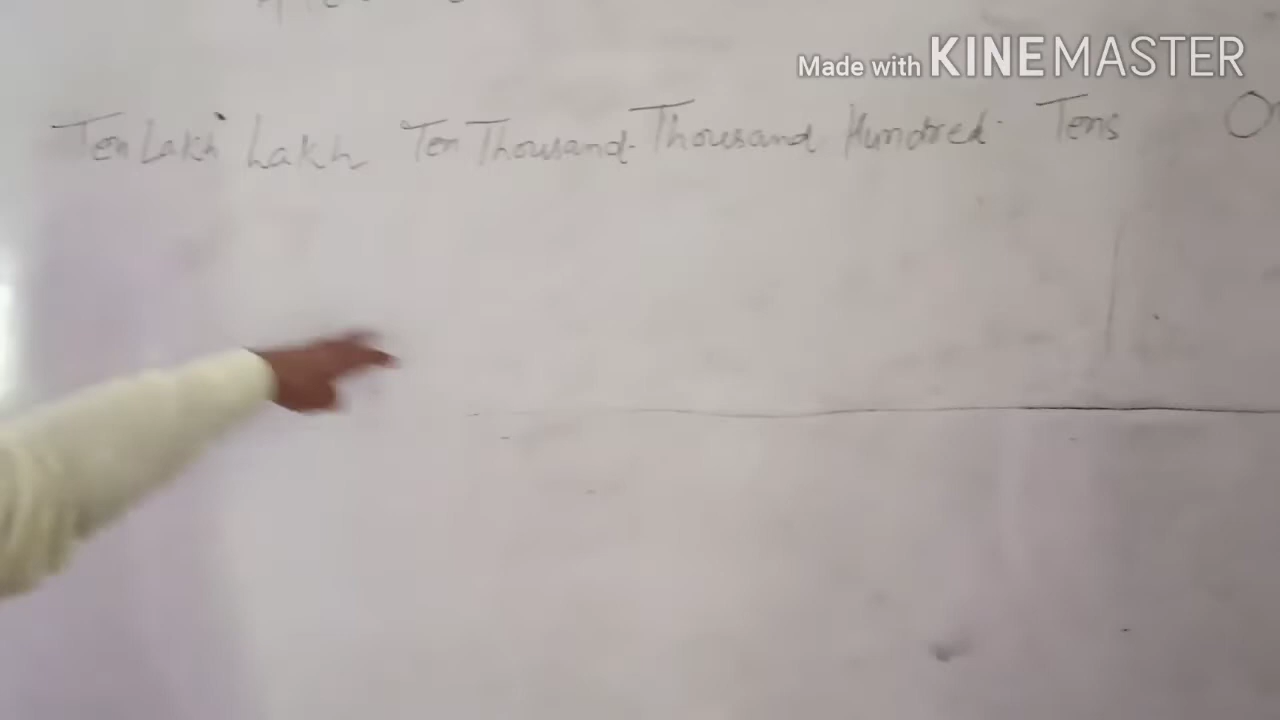 Made with KINEMASTER
Ten Lakh Lakh Ten Thousand Thousand Hundred Tens